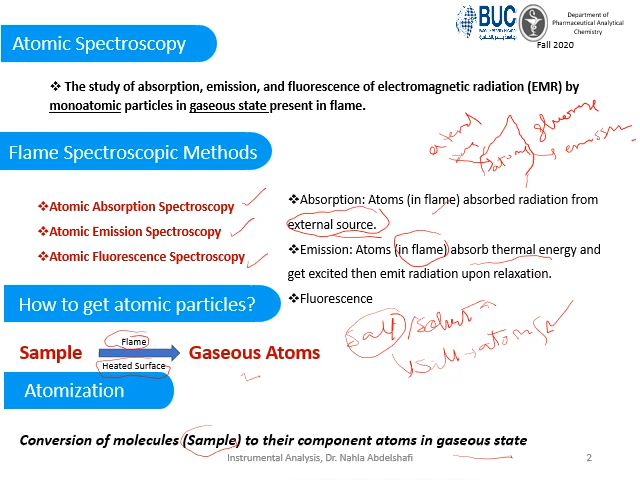 BUC
Department of
Pharmaceutical Analytical
Chemistry
Fall 2020
Atomic Spectroscopy
❖ The study of absorption, emission, and fluorescence of electromagnetic radiation (EMR) by
monoatomic particles in gaseous state present in flame.
Flame Spectroscopic Methods
❖Atomic Absorption Spectroscopy
❖Atomic Emission Spectroscopy
❖Atomic Fluorescence Spectroscopy
❖Absorption: Atoms (in flame) absorbed radiation from
external source.
❖Emission: Atoms (in flame) absorb thermal energy and
get excited then emit radiation upon relaxation.
❖Fluorescence
How to get atomic particles?
Sample
Flame
Heated Surface
Gaseous Atoms
Atomization
Conversion of molecules (Sample) to their component atoms in gaseous state
Instrumental Analysis, Dr. Nahla Abdelshafi
2